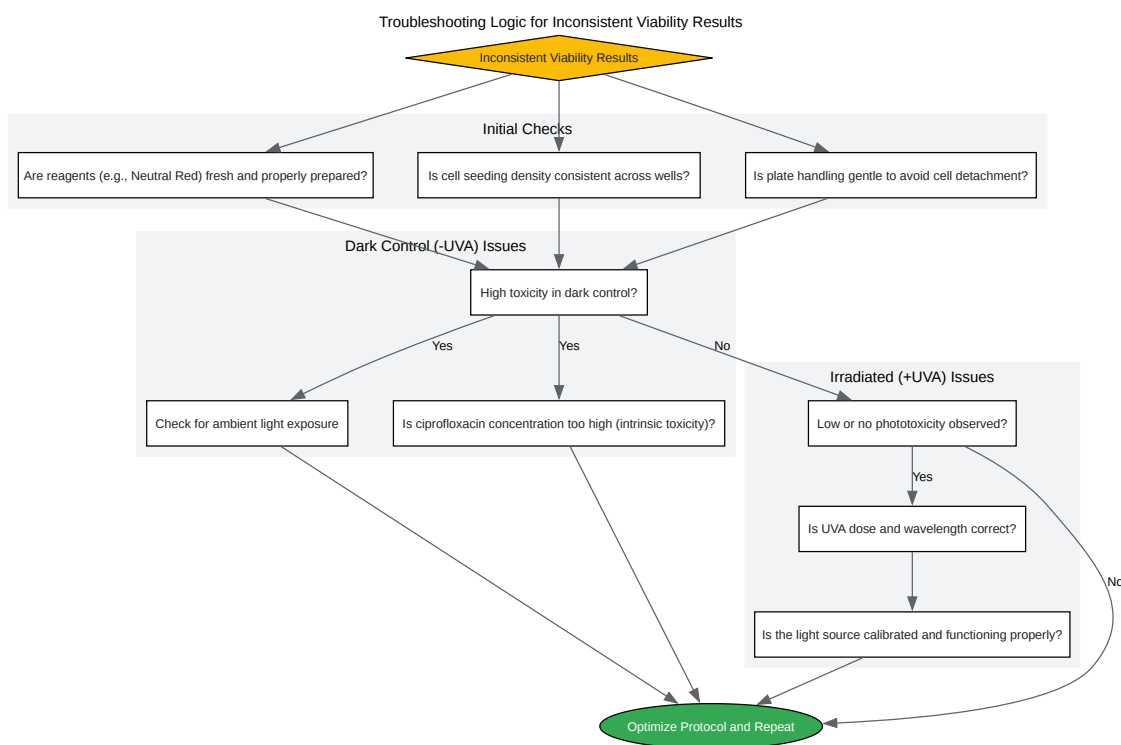 Troubleshooting Logic for Inconsistent Viability Results
Inconsistent Viability Results
Initial Checks
Are reagents (e.g., Neutral Red) fresh and properly prepared?
Is cell seeding density consistent across wells?
Is plate handling gentle to avoid cell detachment?
Dark Control (-UVA) Issues
High toxicity in dark control?
Yes
Yes
No
Irradiated (+UVA) Issues
Check for ambient light exposure
Is ciprofloxacin concentration too high (intrinsic toxicity)?
Low or no phototoxicity observed?
Yes
Is UVA dose and wavelength correct?
No
Is the light source calibrated and functioning properly?
Optimize Protocol and Repeat